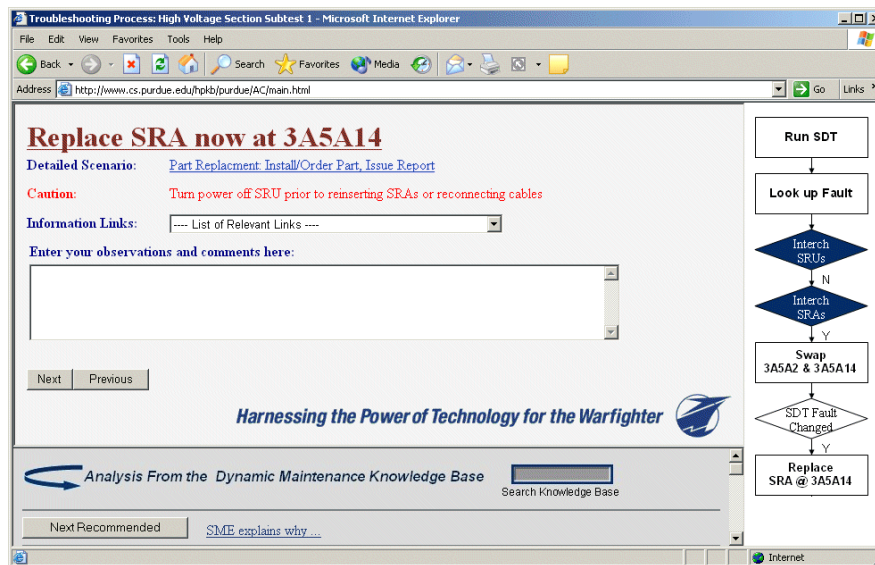 Troubleshooting Process: High Voltage Section Subtest 1 - Microsoft Internet Explorer
File Edit View Favorites Tools Help
Back Search Favorites Media
Address http://www.cs.purdue.edu/hpkb/purdue/AC/main.html Go Links
Replace SRA now at 3A5A14
Detailed Scenario: Part Replacment: Install/Order Part, Issue Report
Caution: Turn power off SRU prior to reinserting SRAs or reconnecting cables
Information Links: ---- List of Relevant Links ----
Enter your observations and comments here:
Next Previous
Harnessing the Power of Technology for the Warfighter
Analysis From the Dynamic Maintenance Knowledge Base
Search Knowledge Base
Next Recommended SME explains why ...
Run SDT
Look up Fault
Interch
SRUs
N
Interch
SRAs
Y
Swap
3A5A2 & 3A5A14
SDT Fault
Changed
Y
Replace
SRA @ 3A5A14
Internet